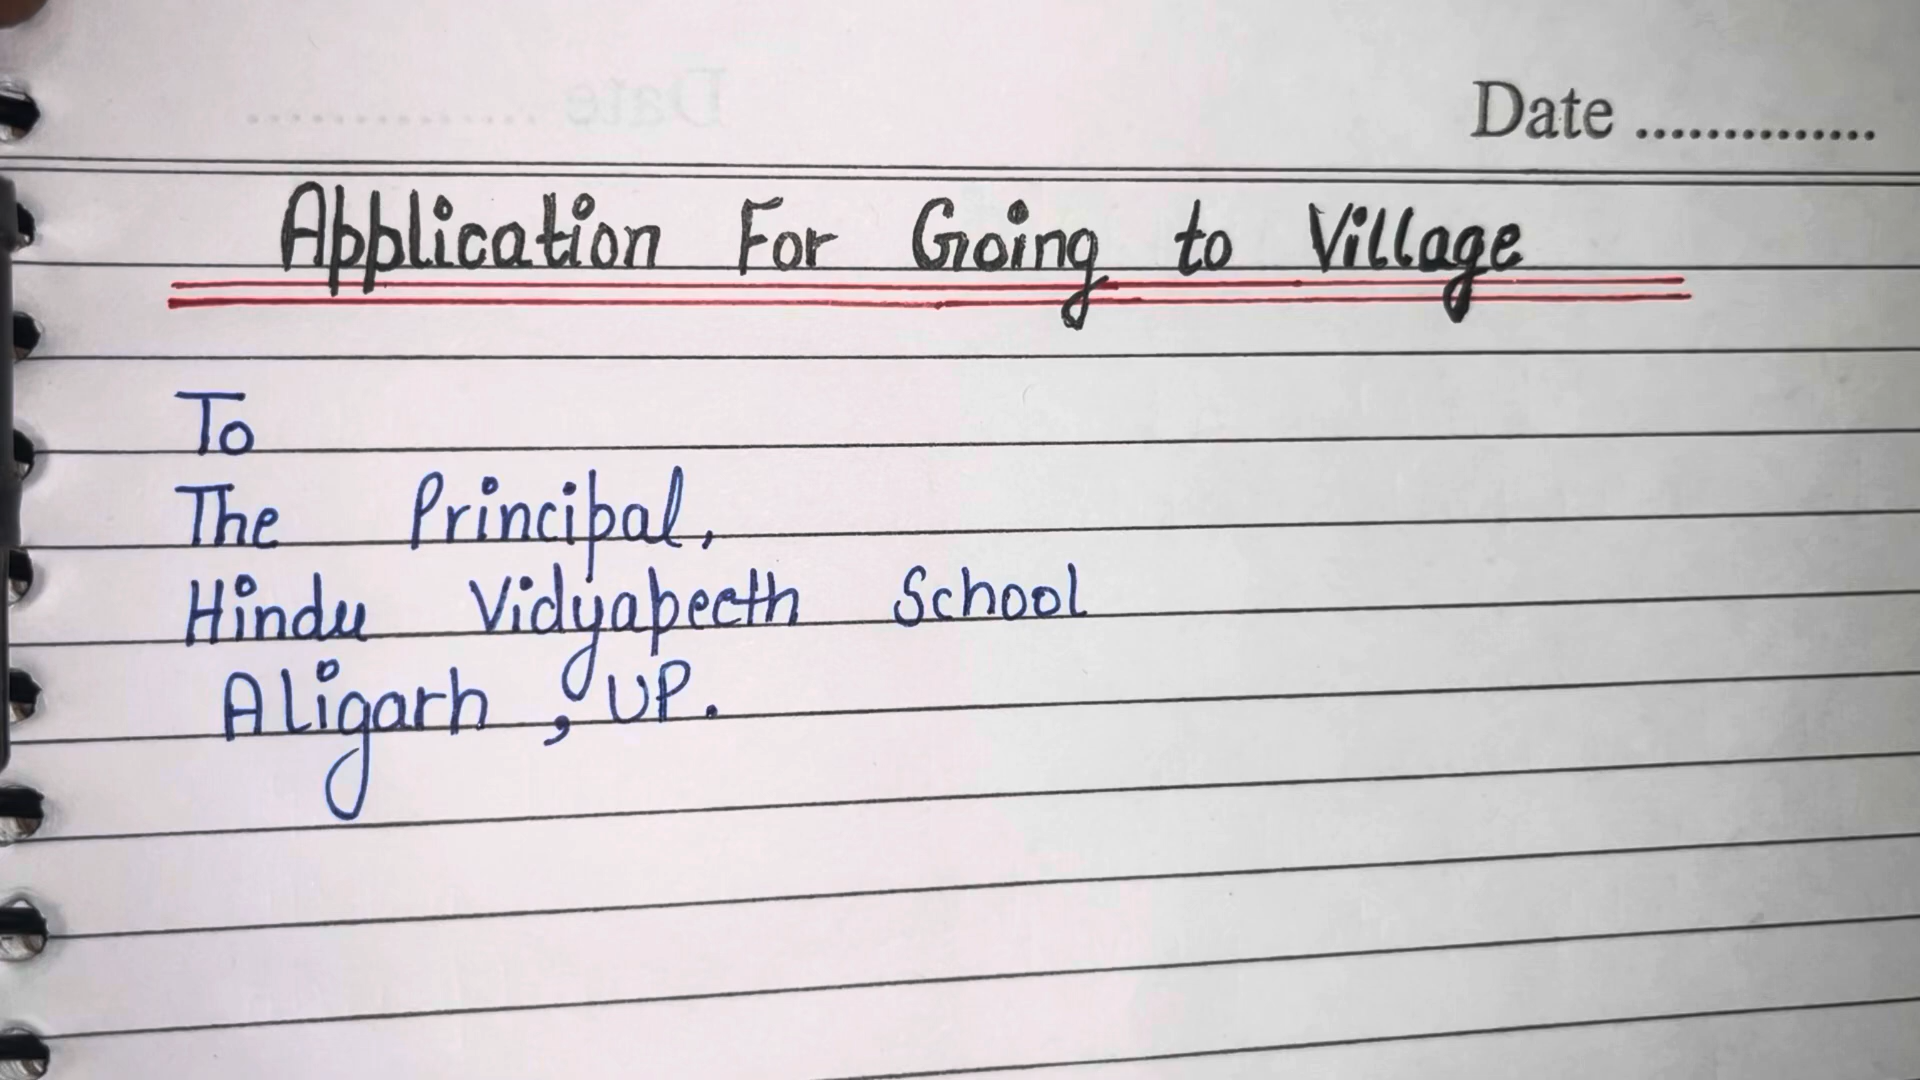 Date ..............
Application For Going to Village
To
The Principal,
Hindu Vidyapeeth School
Aligarh , UP.